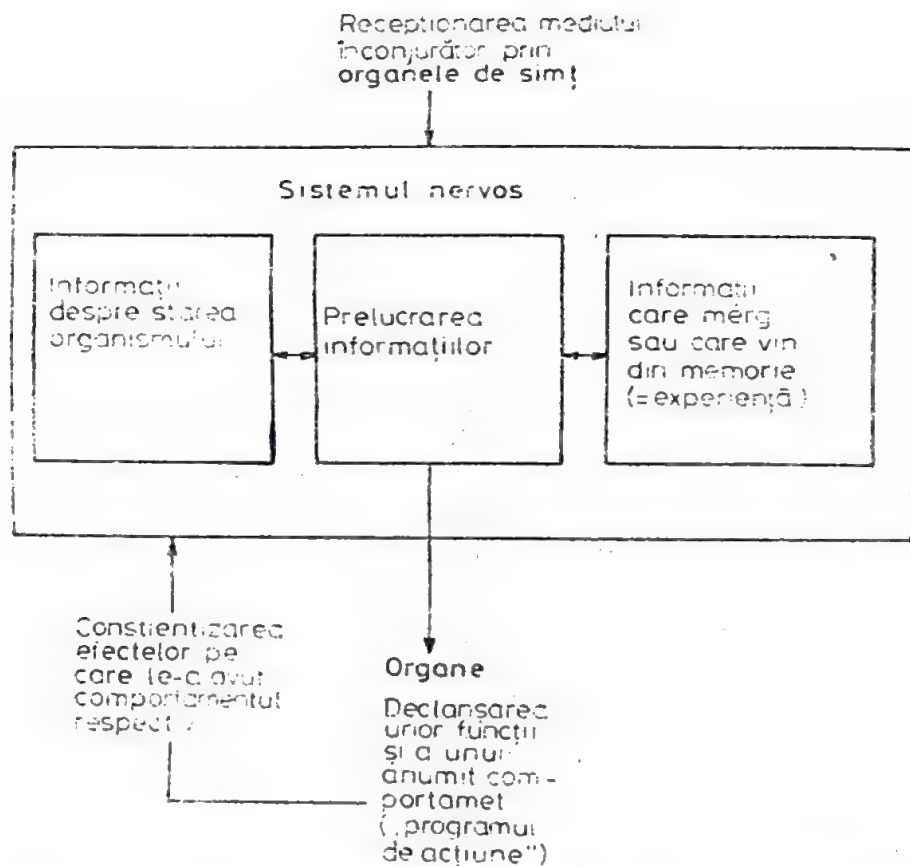 Receptionarea mediului
înconjurător prin
organele de simț
Sistemul nervos
Informații
despre starea
organismului
Prelucrarea
informațiilor
Informații
care merg
sau care vin
din memorie
(=experiență)
Conștientizarea
efectelor pe
care le-a avut
comportamentul
respectiv
Organe
Declanșarea
unor funcții
și a unui
anumit com-
portamet
(„programul
de acțiune")